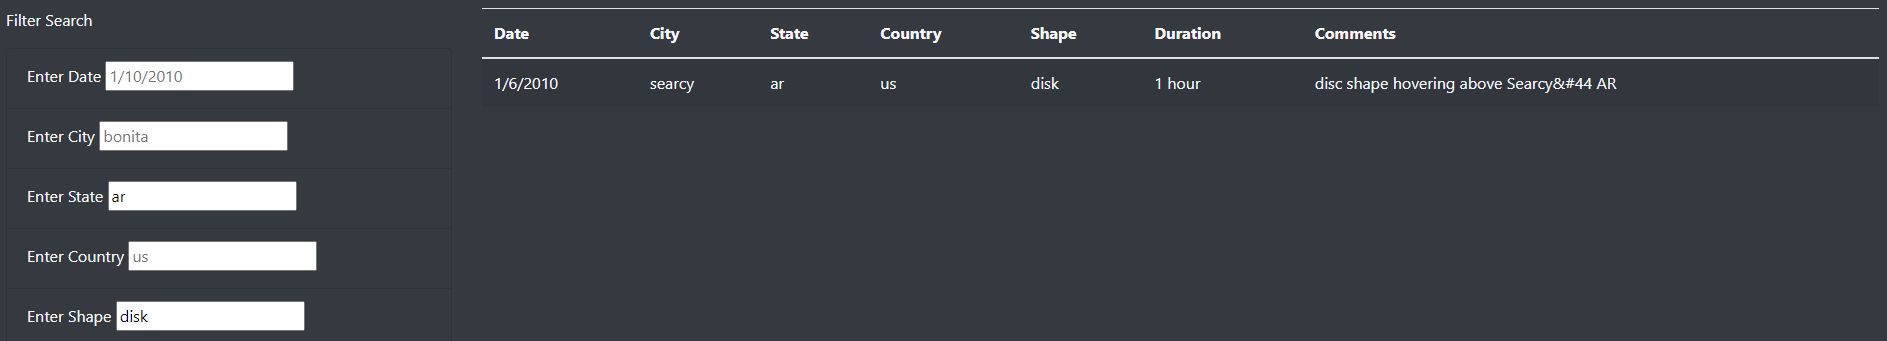 Filter Search
Enter Date 1/10/2010
Enter City bonita
Enter State ar
Enter Country us
Enter Shape disk
Date City State Country Shape Duration Comments
1/6/2010 searcy ar us disk 1 hour disc shape hovering above Searcy&#44 AR